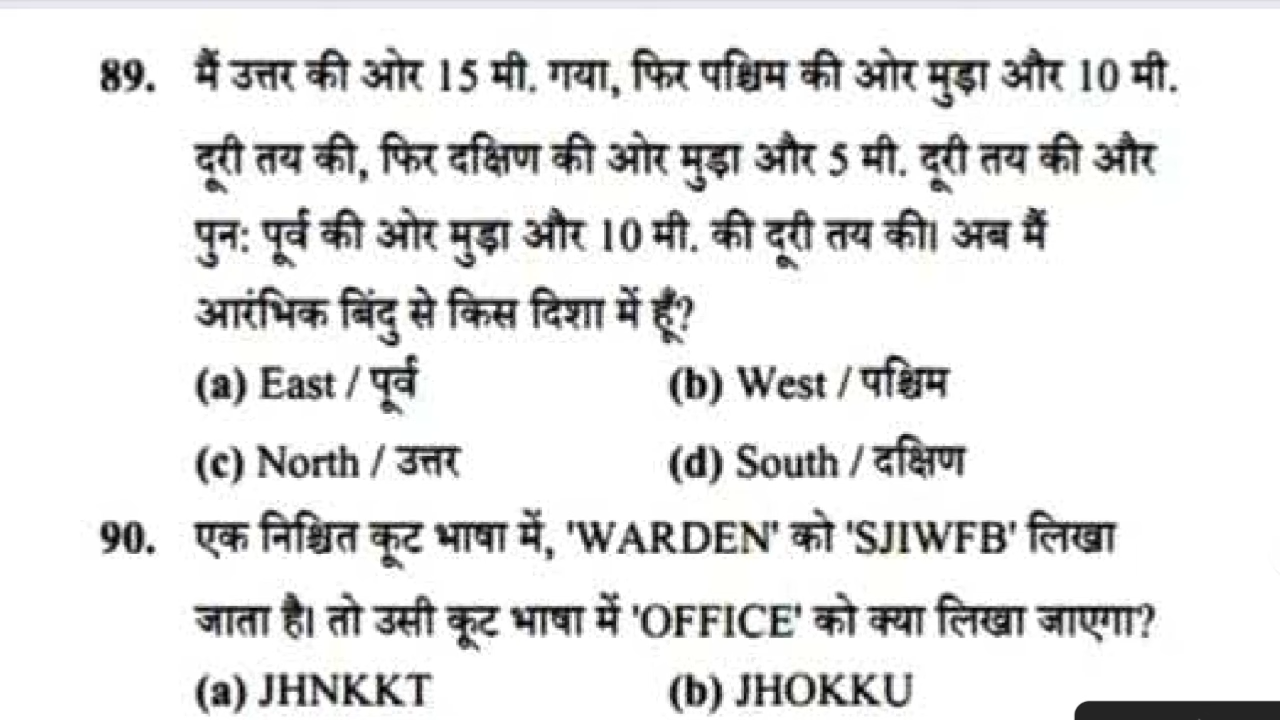 89. मैं उत्तर की ओर 15 मी. गया, फिर पश्चिम की ओर मुड़ा और 10 मी.
दूरी तय की, फिर दक्षिण की ओर मुड़ा और 5 मी. दूरी तय की और
पुन: पूर्व की ओर मुड़ा और 10 मी. की दूरी तय की। अब मैं
आरंभिक बिंदु से किस दिशा में हूँ?
(a) East / पूर्व (b) West / पश्चिम
(c) North / उत्तर (d) South / दक्षिण
90. एक निश्चित कूट भाषा में, 'WARDEN' को 'SJIWFB' लिखा
जाता है। तो उसी कूट भाषा में 'OFFICE' को क्या लिखा जाएगा?
(a) JHNKKT (b) JHOKKU